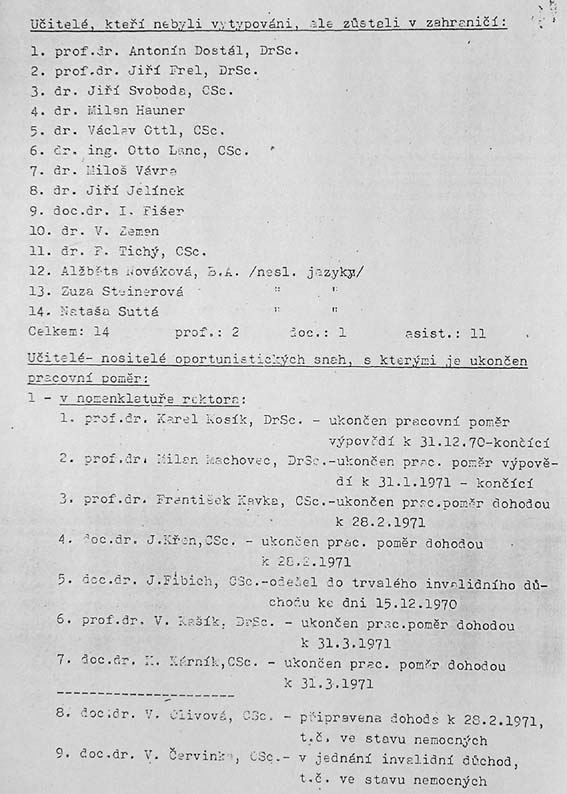 Učitelé, kteří nebyli vytypováni, ale zůsteli v zahraničí:
1. prof.dr. Antonín Dostál, DrSc.
2. prof.dr. Jiří Frel, DrSc.
3. dr. Jiří Svoboda, CSc.
4. dr. Milan Hauner
5. dr. Václav Ottl, CSc.
6. dr. ing. Otto Lanc, CSc.
7. dr. Miloš Vávra
8. dr. Jiří Jelínek
9. doc.dr. I. Fišer
10. dr. V. Zeman
11. dr. F. Tichý, CSc.
12. Alžběta Nováková, B.A. /nesl. jazyky/
13. Zuza Steinerová " "
14. Nataša Suttá " "
Celkem: 14 prof.: 2 doc.: 1 asist.: 11
Učitelé- nositelé oportunistických snah, s kterými je ukončen
pracovní poměr:
1 - v nomenklatuře rektora:
1. prof.dr. Karel Kosík, DrSc. - ukončen pracovní poměr
výpovědí k 31.12.70-končící
2. prof.dr. Milan Machovec, DrSc.-ukončen prac. poměr výpově-
dí k 31.1.1971 - končící
3. prof.dr. František Kavka, CSc.-ukončen prac.poměr dohodou
k 28.2.1971
4. doc.dr. J.Křen,CSc. - ukončen prac. poměr dohodou
k 28.2.1971
5. doc.dr. J.Fibich, CSc.-odešel do trvalého invalidního dů-
chodu ke dni 15.12.1970
6. prof.dr. V. Kašík, DrSc. - ukončen prac.poměr dohodou
k 31.3.1971
7. doc.dr. Kárník,CSc. - ukončen prac. poměr dohodou
k 31.3.1971
--------------------
8. doc.dr. V. Olivová, CSc. - připravena dohoda k 28.2.1971,
t.č. ve stavu nemocných
9. doc.dr. V. Červinka, CSc.- v jednání invalidní důchod,
t.č. ve stavu nemocných